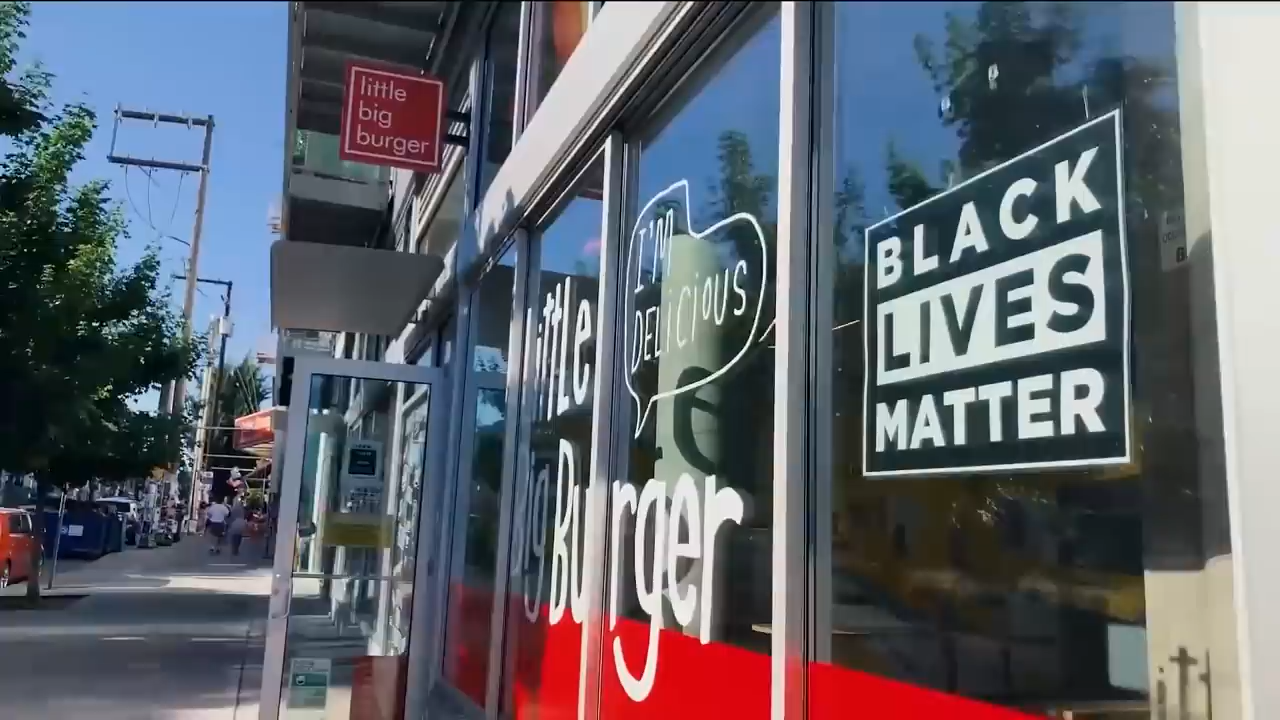 little
big
burger
I'M
DELICIOUS
little
Big Burger
BLACK
LIVES
MATTER